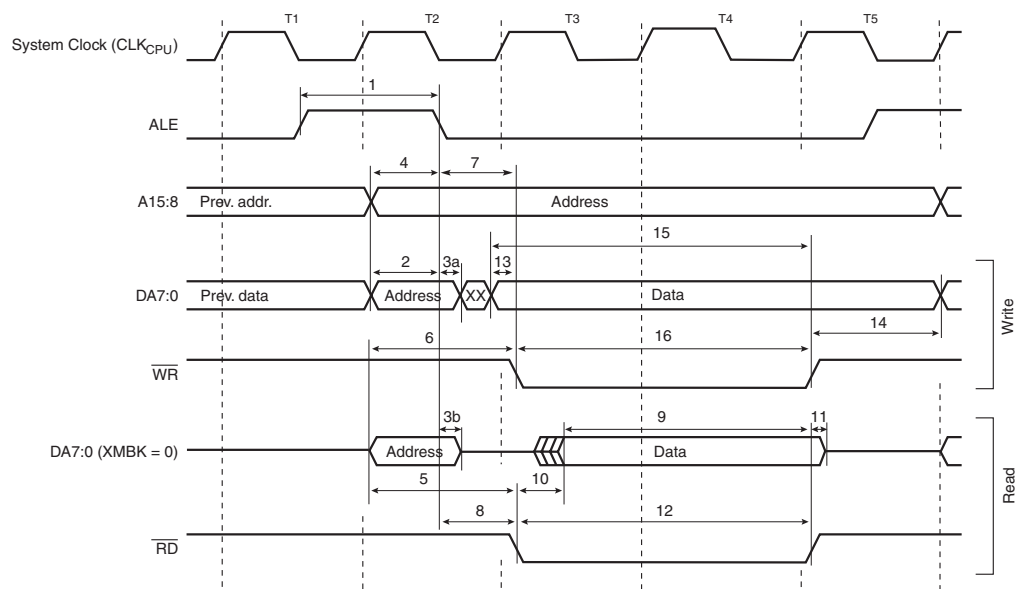 T1 T2 T3 T4 T5
System Clock (CLKCPU)
1
ALE
4 7
A15:8 Prev. addr. Address
15
2 3a 13
DA7:0 Prev. data Address XX Data
14
6 16
WR
Write
3b 9 11
DA7:0 (XMBK = 0) Address Data
5 10
8 12
RD
Read